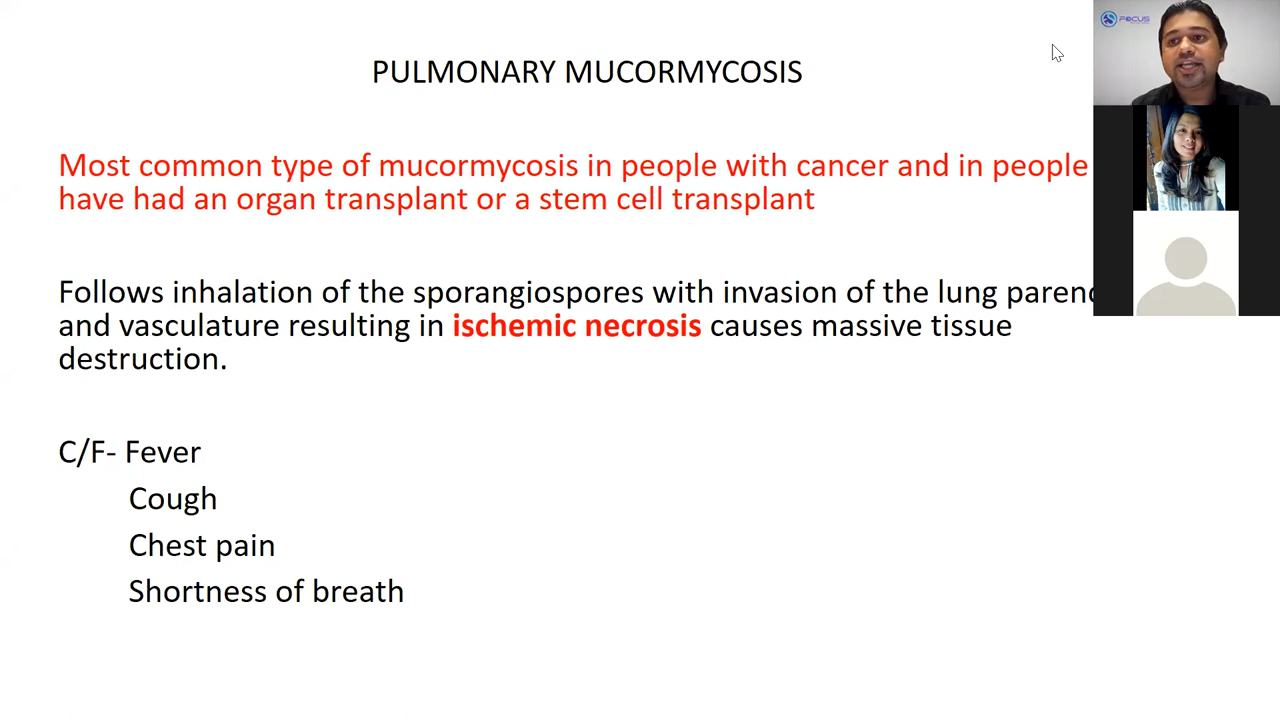 PULMONARY MUCORMYCOSIS
FOCUS
Most common type of mucormycosis in people with cancer and in people
have had an organ transplant or a stem cell transplant
Follows inhalation of the sporangiospores with invasion of the lung
and vasculature resulting in ischemic necrosis causes massive tissue
destruction.
C/F- Fever
Cough
Chest pain
Shortness of breath